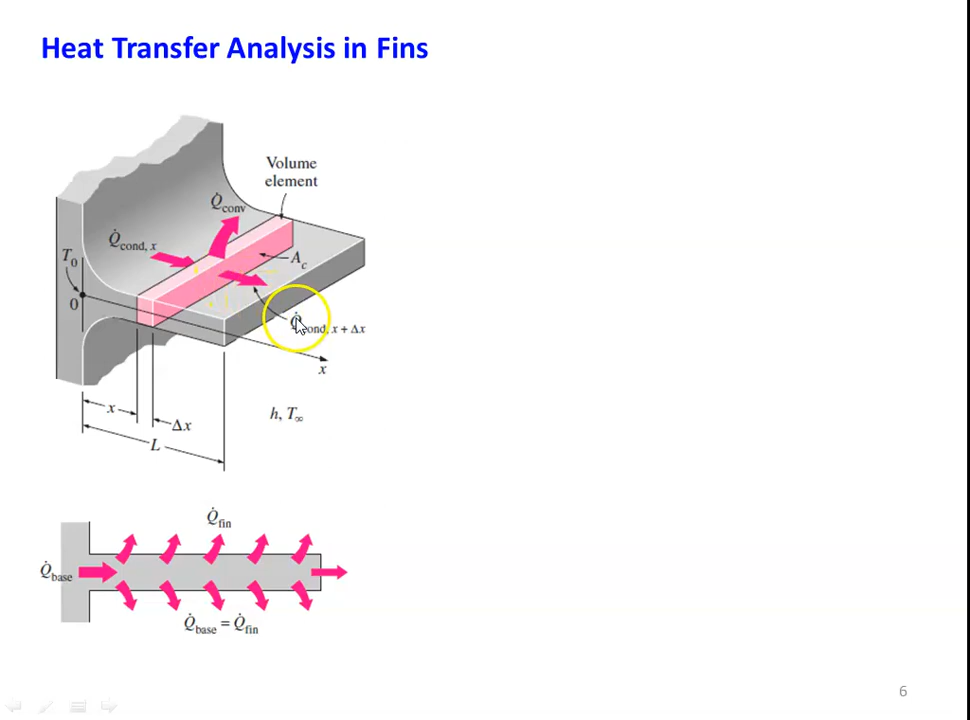 Heat Transfer Analysis in Fins
Volume
element
Q̇conv
Q̇cond, x
T0
Ac
0
Q̇cond, x + Δx
x
x
Δx
h, T∞
L
Q̇fin
Q̇base
Q̇base = Q̇fin
6